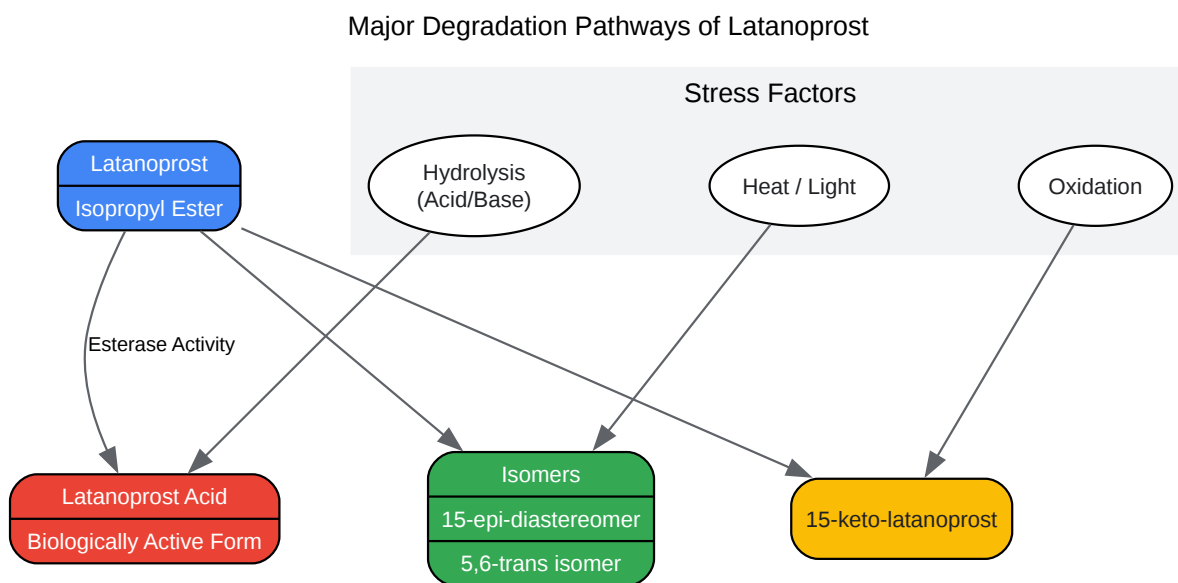 Major Degradation Pathways of Latanoprost
Stress Factors
Latanoprost
Isopropyl Ester
Hydrolysis
(Acid/Base)
Heat / Light
Oxidation
Esterase Activity
Latanoprost Acid
Biologically Active Form
Isomers
15-epi-diastereomer
5,6-trans isomer
15-keto-latanoprost